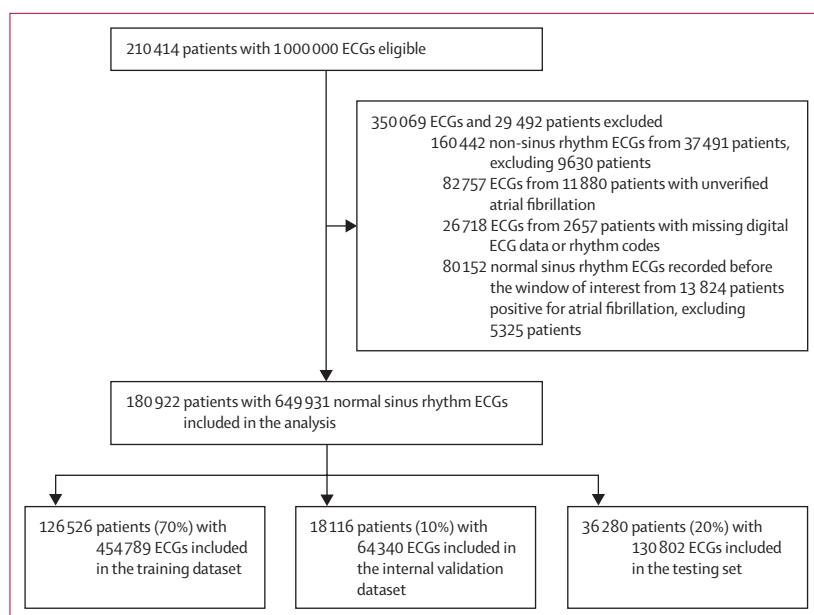 210 414 patients with 1 000 000 ECGs eligible
350 069 ECGs and 29 492 patients excluded
160 442 non-sinus rhythm ECGs from 37 491 patients,
excluding 9630 patients
82 757 ECGs from 11 880 patients with unverified
atrial fibrillation
26 718 ECGs from 2657 patients with missing digital
ECG data or rhythm codes
80 152 normal sinus rhythm ECGs recorded before
the window of interest from 13 824 patients
positive for atrial fibrillation, excluding
5325 patients
180 922 patients with 649 931 normal sinus rhythm ECGs
included in the analysis
126 526 patients (70%) with
454 789 ECGs included
in the training dataset
18 116 patients (10%) with
64 340 ECGs included in
the internal validation
dataset
36 280 patients (20%) with
130 802 ECGs included
in the testing set